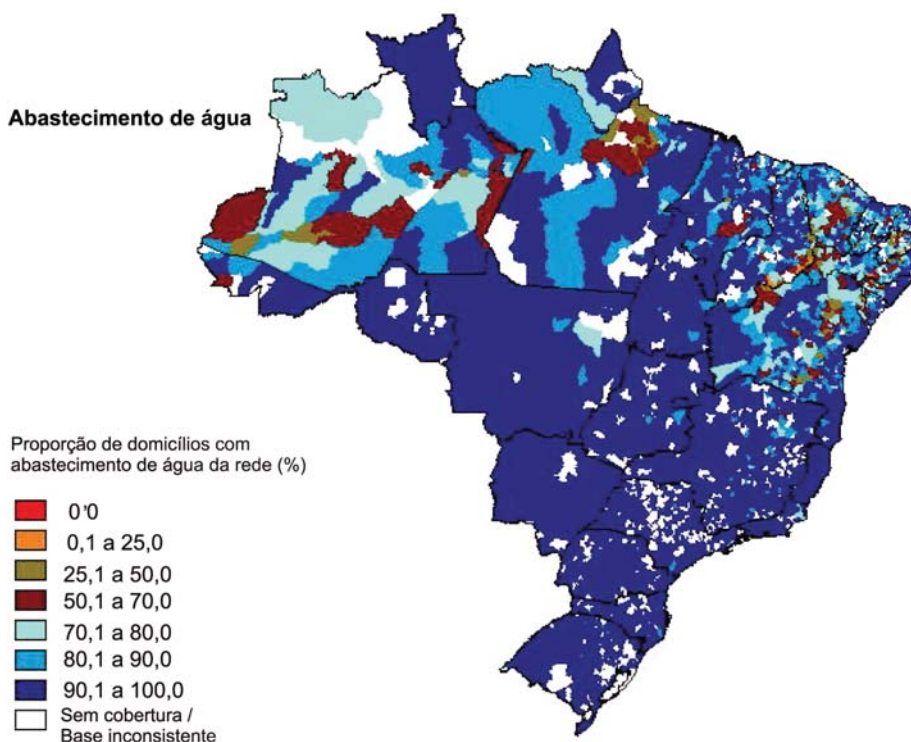 Abastecimento de água
Proporção de domicílios com
abastecimento de água da rede (%)
0,0
0,1 a 25,0
25,1 a 50,0
50,1 a 70,0
70,1 a 80,0
80,1 a 90,0
90,1 a 100,0
Sem cobertura /
Base inconsistente